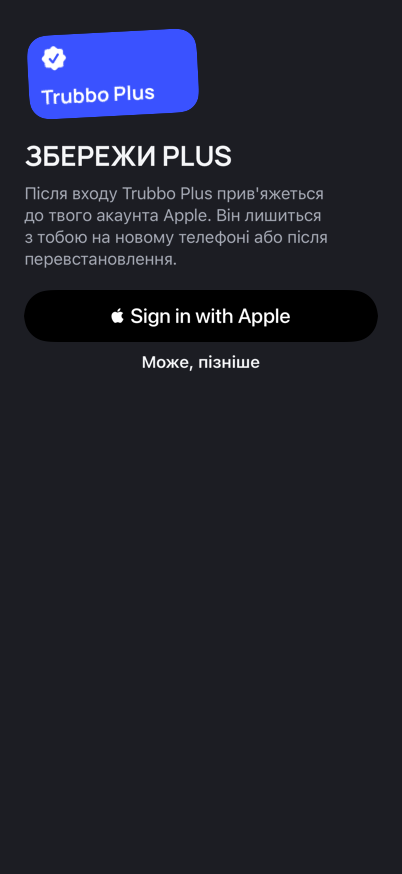 Trubbo Plus
ЗБЕРЕЖИ PLUS
Після входу Trubbo Plus прив'яжеться
до твого акаунта Apple. Він лишиться
з тобою на новому телефоні або після
перевстановлення.
Sign in with Apple
Може, пізніше